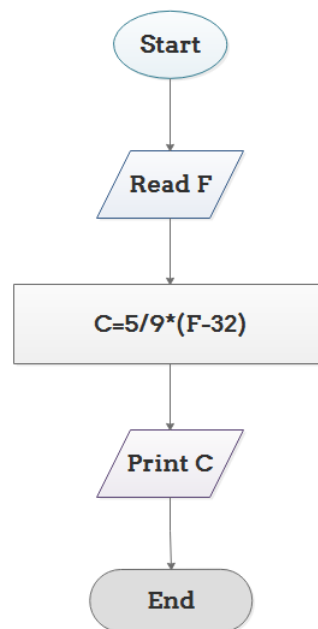 Start
Read F
C=5/9*(F-32)
Print C
End